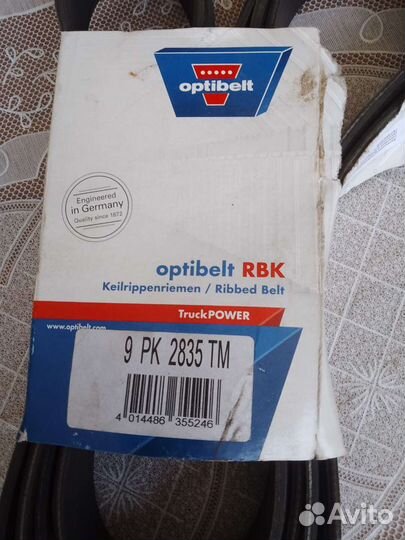 optibelt
Engineered
in Germany
Quality since 1872
optibelt RBK
Keilrippenriemen / Ribbed Belt
TruckPOWER
www.optibelt.com
9 PK 2835 TM
4 014486 355246
Avito